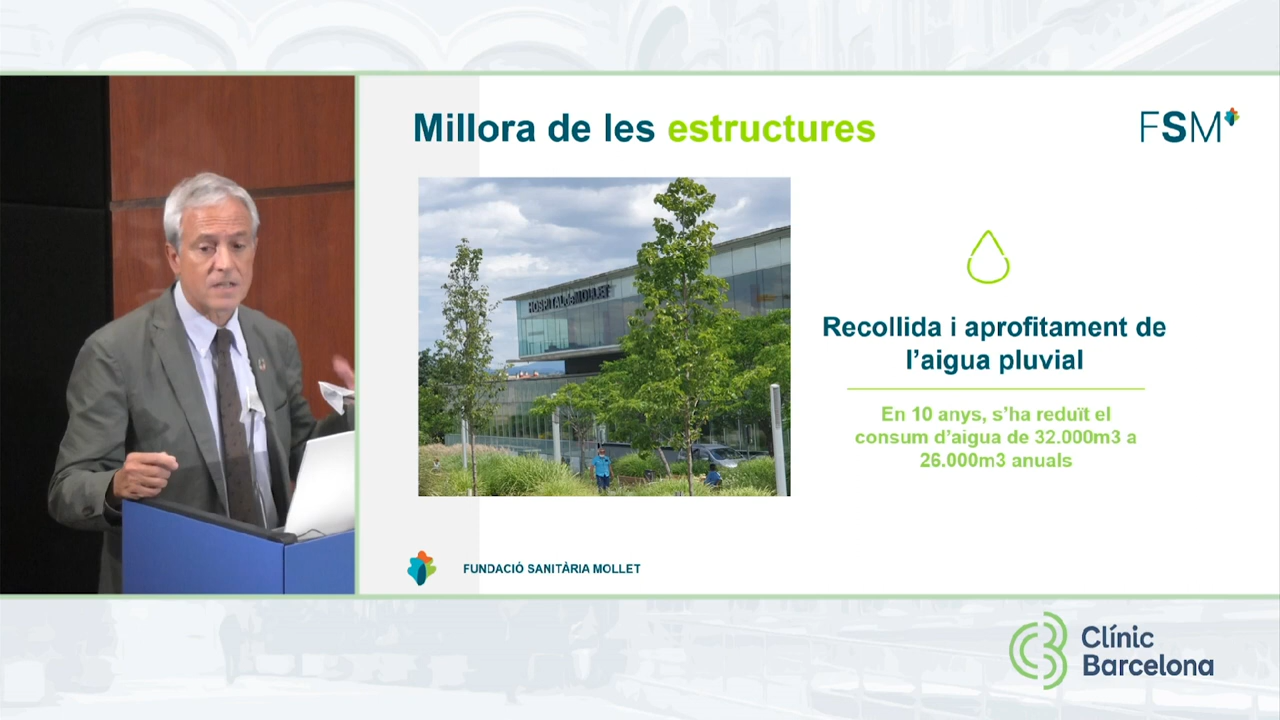 Millora de les estructures
FSM
HOSPITAL DE MOLLET
Recollida i aprofitament de
l'aigua pluvial
En 10 anys, s'ha reduït el
consum d'aigua de 32.000m3 a
26.000m3 anuals
FUNDACIÓ SANITÀRIA MOLLET
Clínic
Barcelona